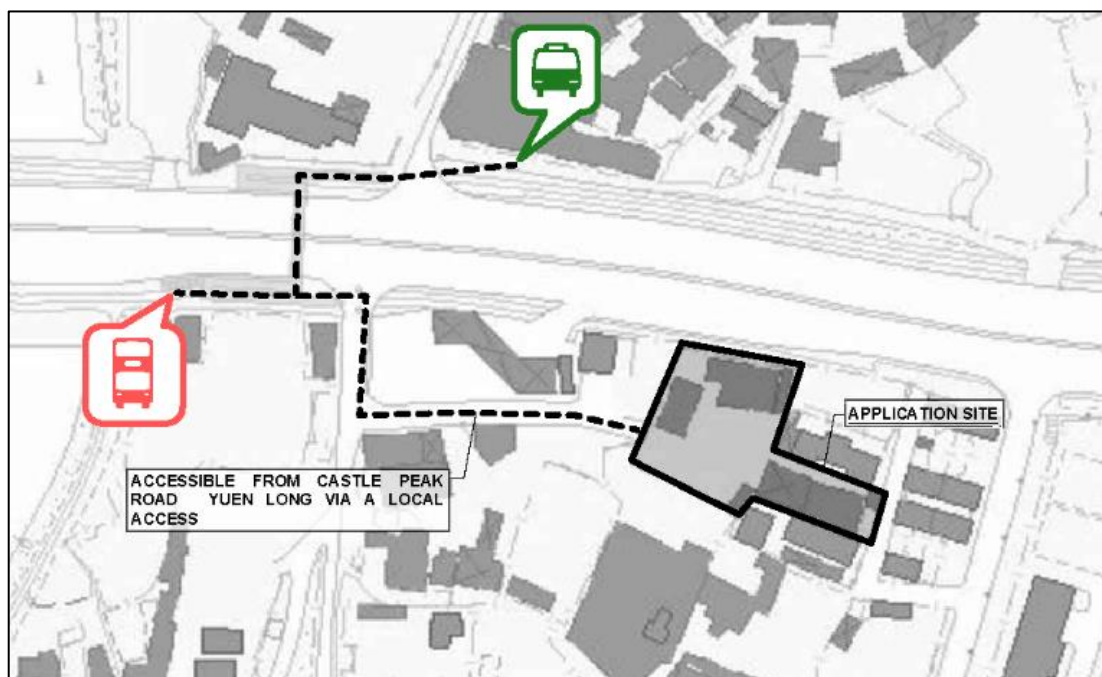 APPLICATION SITE
ACCESSIBLE FROM CASTLE PEAK
ROAD YUEN LONG VIA A LOCAL
ACCESS